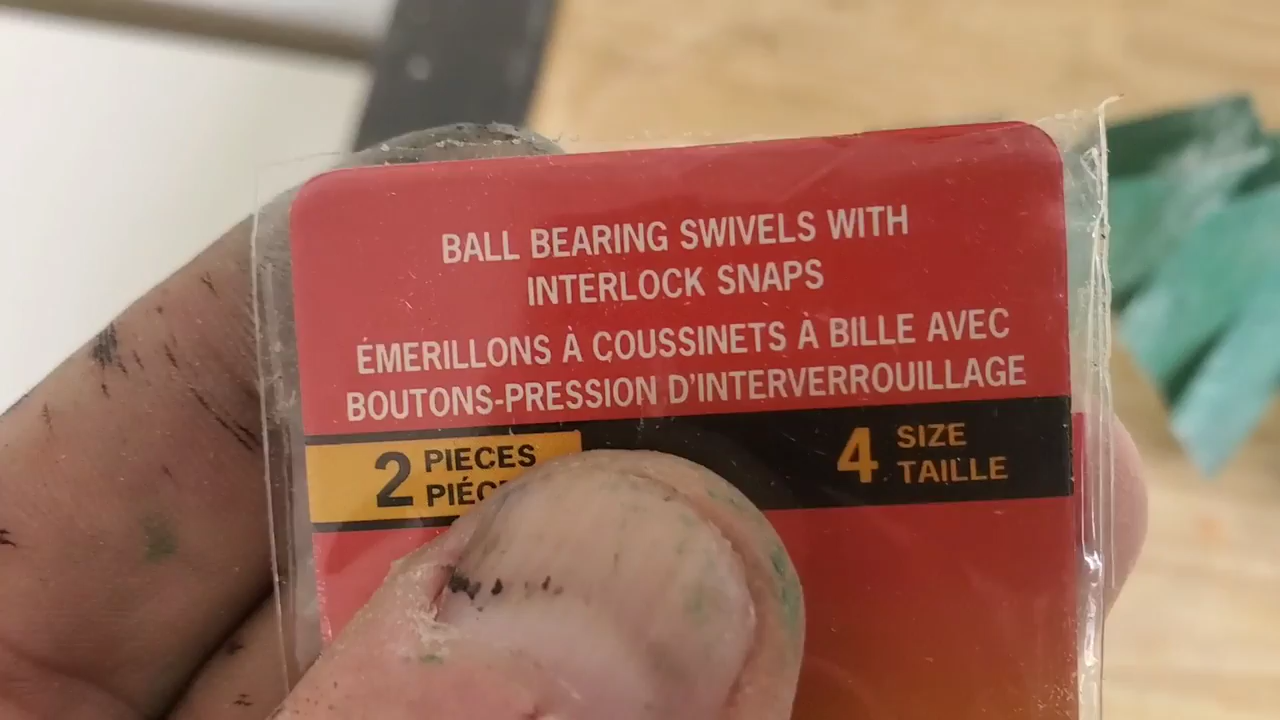 BALL BEARING SWIVELS WITH
INTERLOCK SNAPS
ÉMERILLONS À COUSSINETS A BILLE AVEC
BOUTONS-PRESSION D'INTERVERROUILLAGE
2 PIECES
4 SIZE
TAILLE